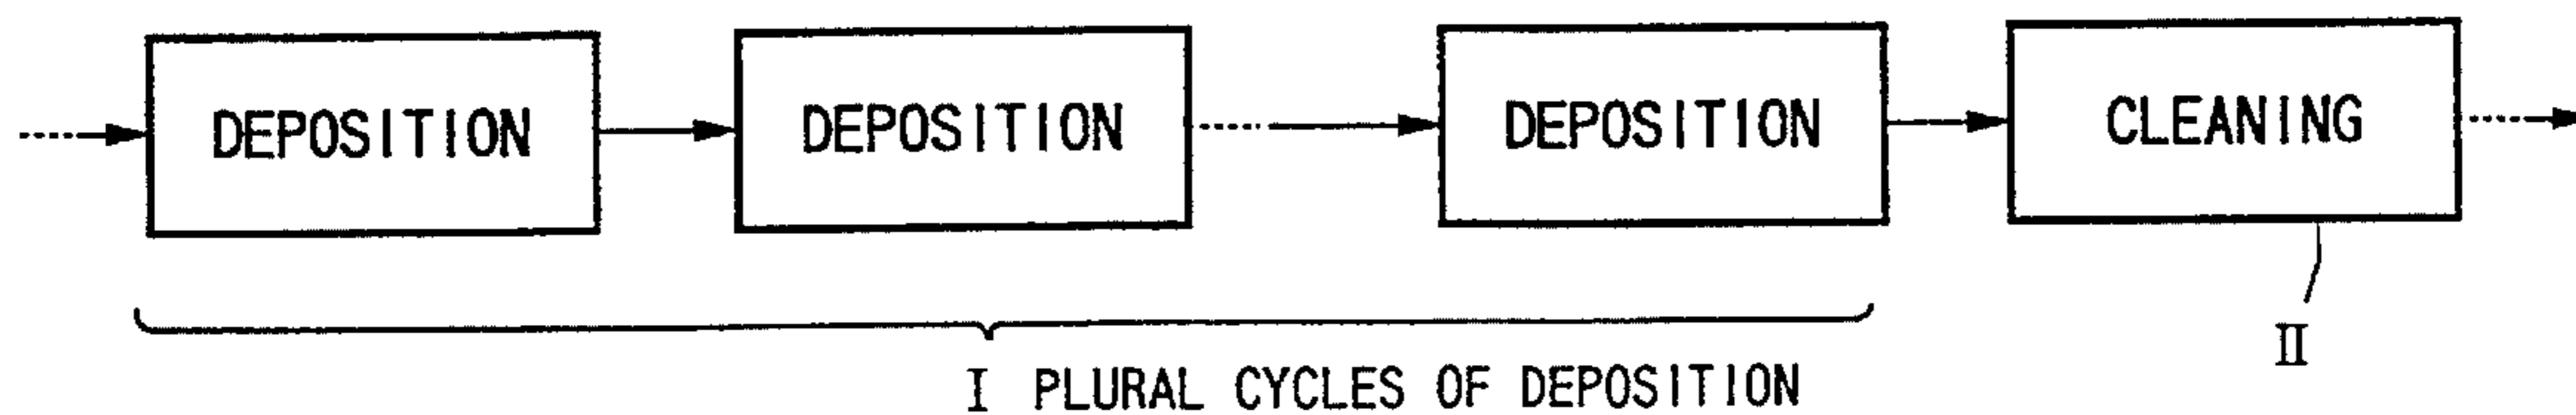 DEPOSITION DEPOSITION DEPOSITION CLEANING
II
I PLURAL CYCLES OF DEPOSITION